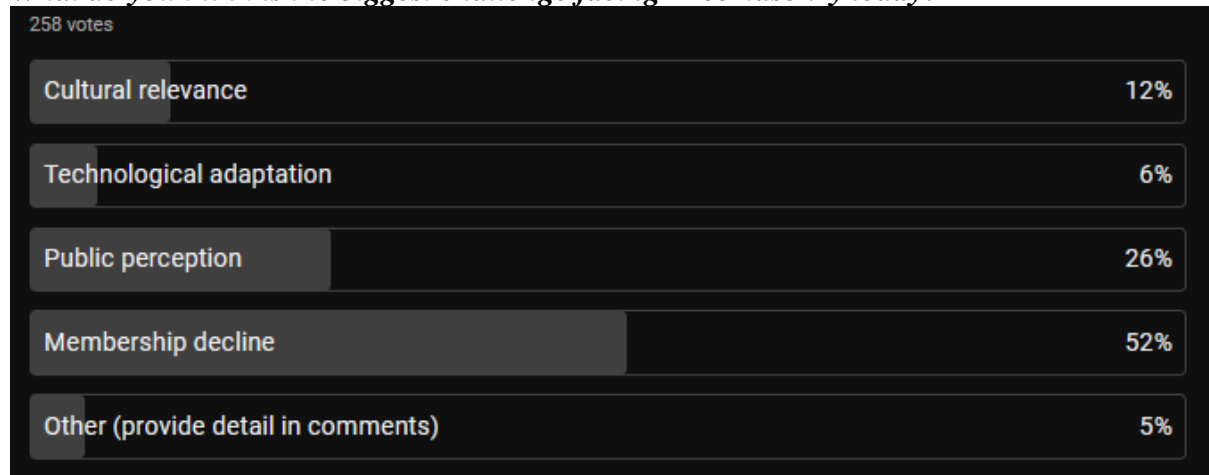 258 votes
Cultural relevance 12%
Technological adaptation 6%
Public perception 26%
Membership decline 52%
Other (provide detail in comments) 5%